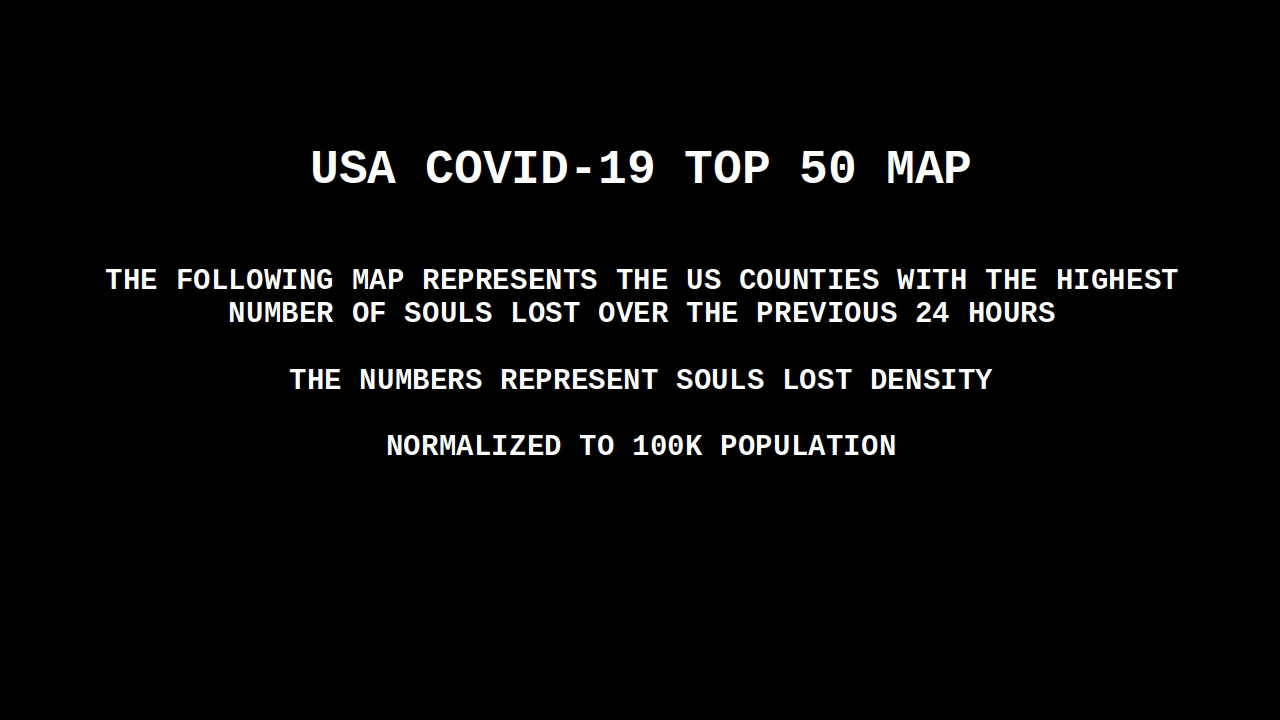 USA COVID-19 TOP 50 MAP
THE FOLLOWING MAP REPRESENTS THE US COUNTIES WITH THE HIGHEST
NUMBER OF SOULS LOST OVER THE PREVIOUS 24 HOURS
THE NUMBERS REPRESENT SOULS LOST DENSITY
NORMALIZED TO 100K POPULATION